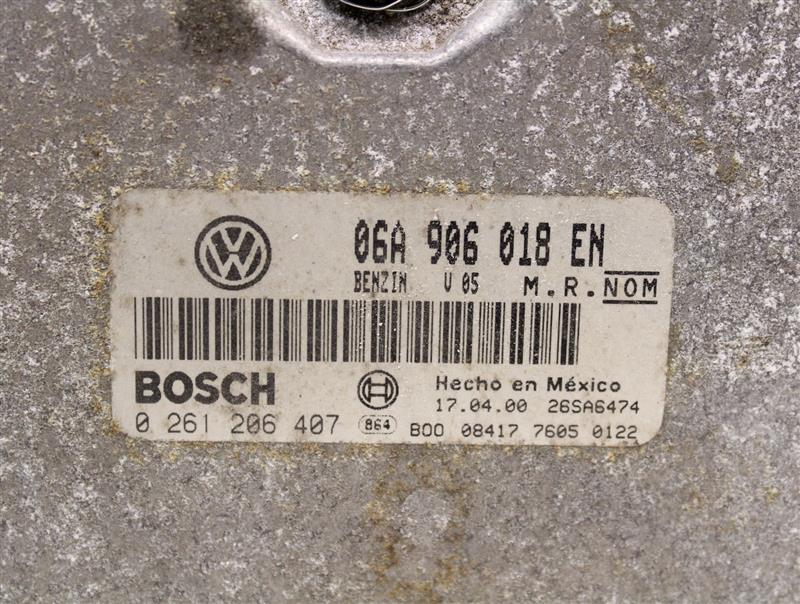 06A 906 018 EN
BENZIN V 05 M.R.NOM
BOSCH
Hecho en México
17.04.00 26SA6474
0 261 206 407 864 B00 08417 7605 0122